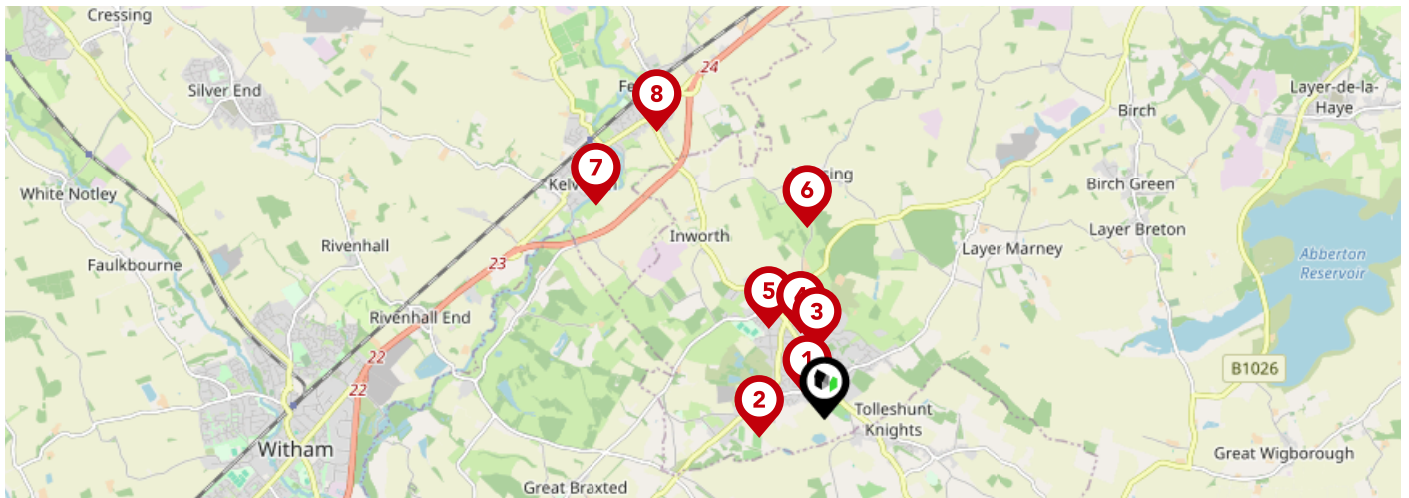 Cressing
24
Silver End
8
Layer-de-la-
Haye
Birch
7
6
White Notley
Birch Green
Layer Breton
Rivenhall
Inworth
Layer Marney
Faulkbourne
23
Abberton
Reservoir
5
4
3
Rivenhall End
22
1
B1026
22
2
Tolleshunt
Knights
Witham
Great Wigborough
Great Braxted